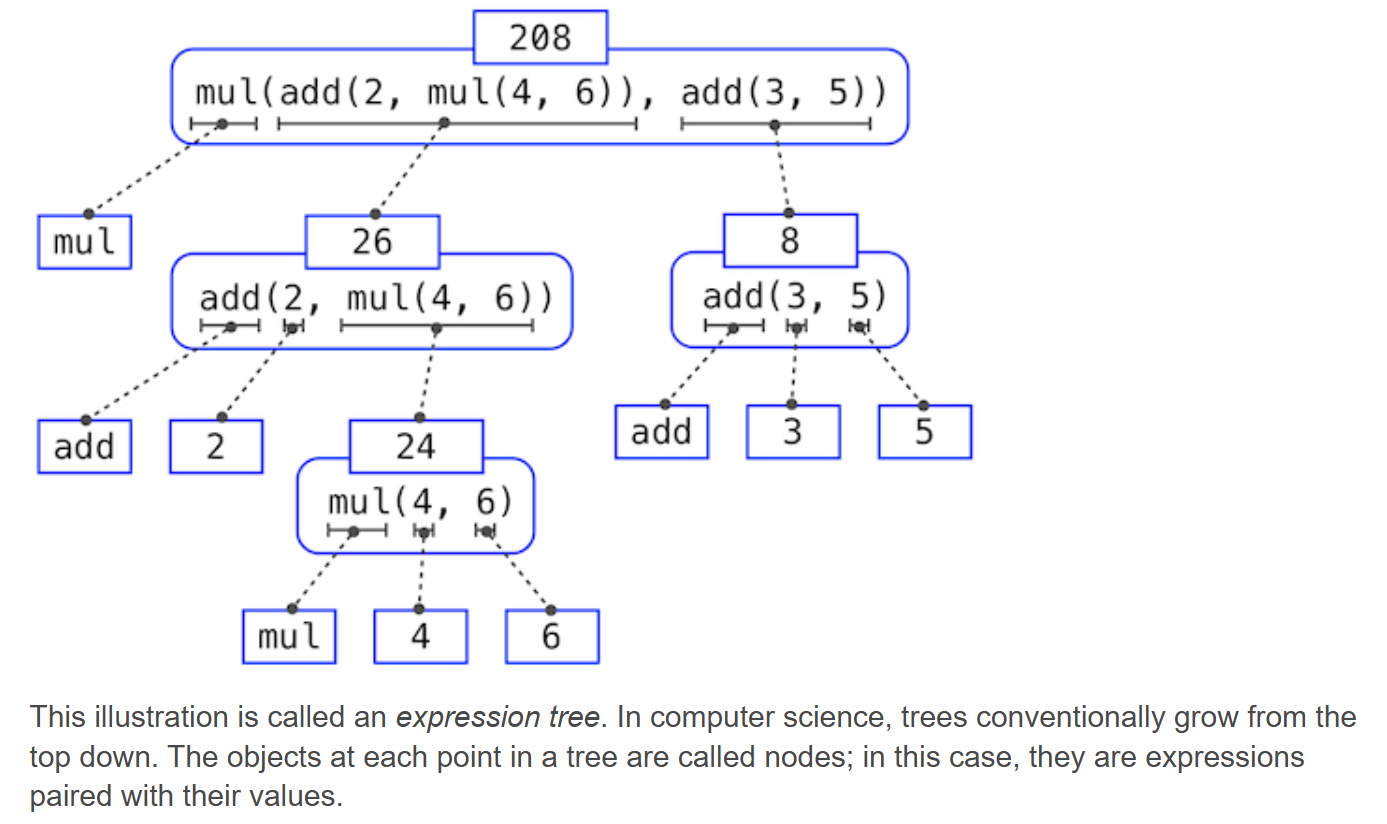 208
mul(add(2, mul(4, 6)), add(3, 5))
mul
26
8
add(2, mul(4, 6))
add(3, 5)
add
2
24
add
3
5
mul(4, 6)
mul
4
6
This illustration is called an expression tree. In computer science, trees conventionally grow from the
top down. The objects at each point in a tree are called nodes; in this case, they are expressions
paired with their values.